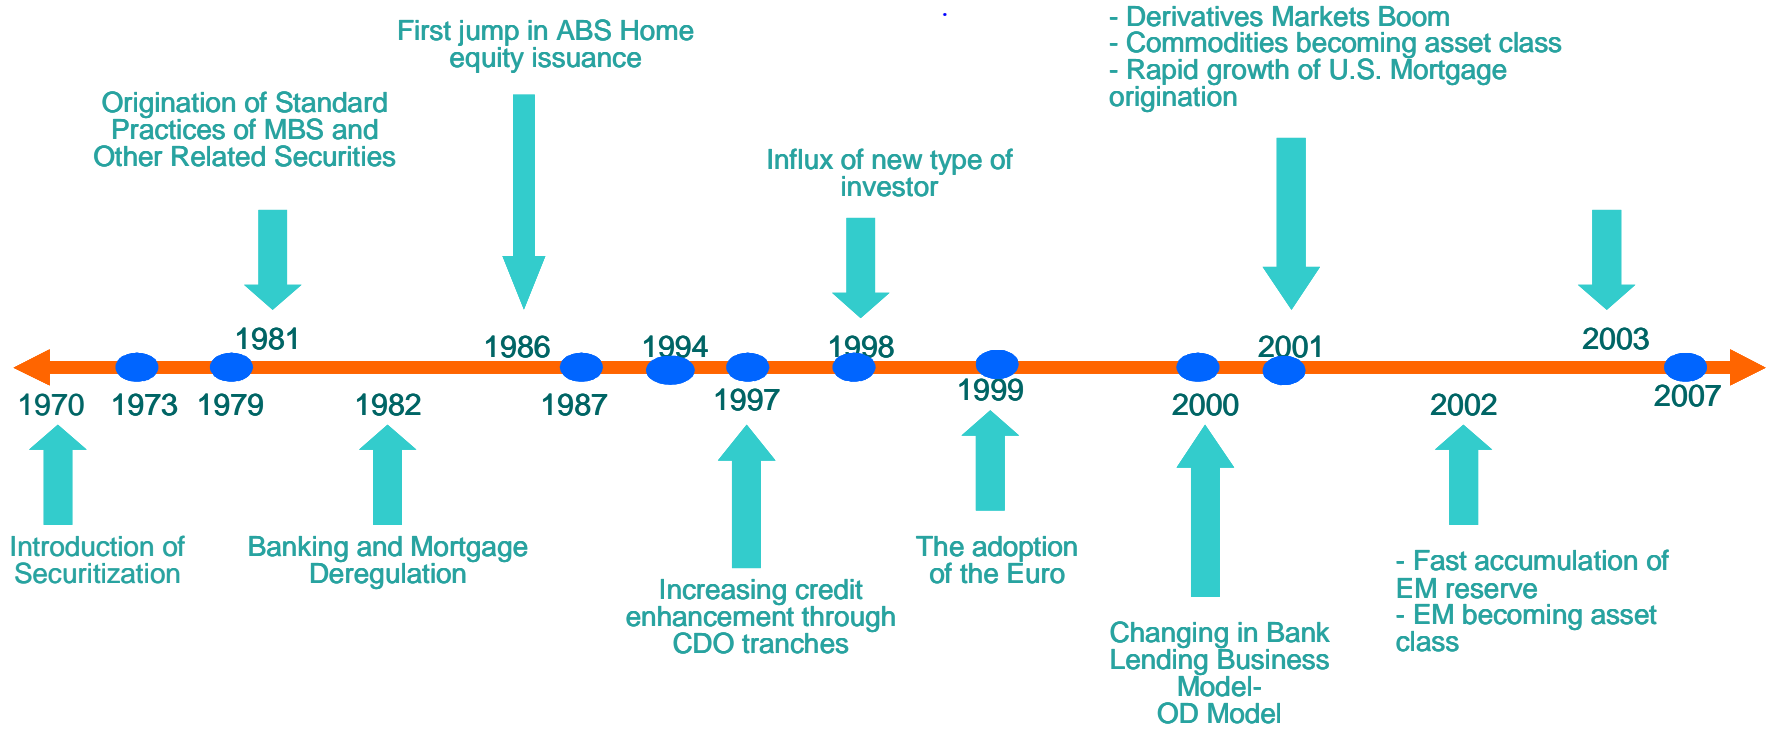 First jump in ABS Home
equity issuance
- Derivatives Markets Boom
- Commodities becoming asset class
- Rapid growth of U.S. Mortgage
origination
Origination of Standard
Practices of MBS and
Other Related Securities
Influx of new type of
investor
1981
1986
1994
1998
2001
2003
1970
1973
1979
1982
1987
1997
1999
2000
2002
2007
Introduction of
Securitization
Banking and Mortgage
Deregulation
Increasing credit
enhancement through
CDO tranches
The adoption
of the Euro
Changing in Bank
Lending Business
Model-
OD Model
- Fast accumulation of
EM reserve
- EM becoming asset
class